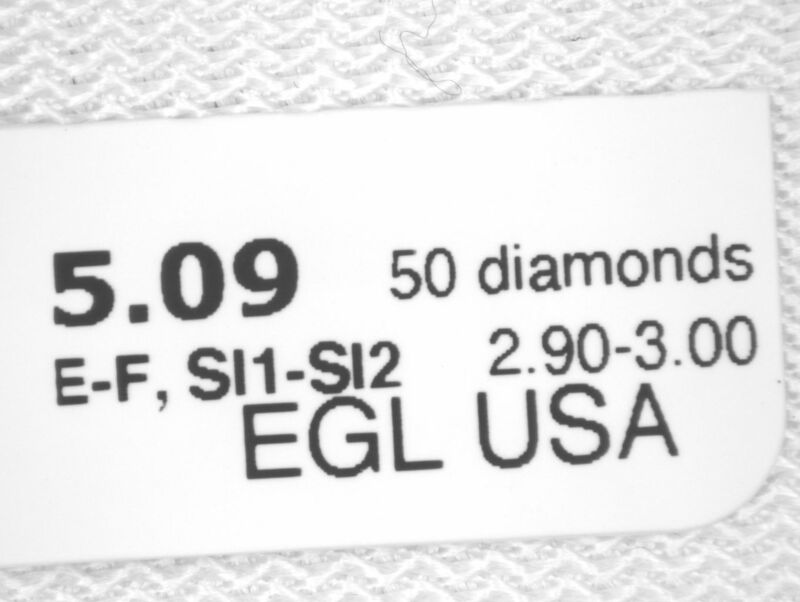 5.09 50 diamonds
E-F, SI1-SI2 2.90-3.00
EGL USA